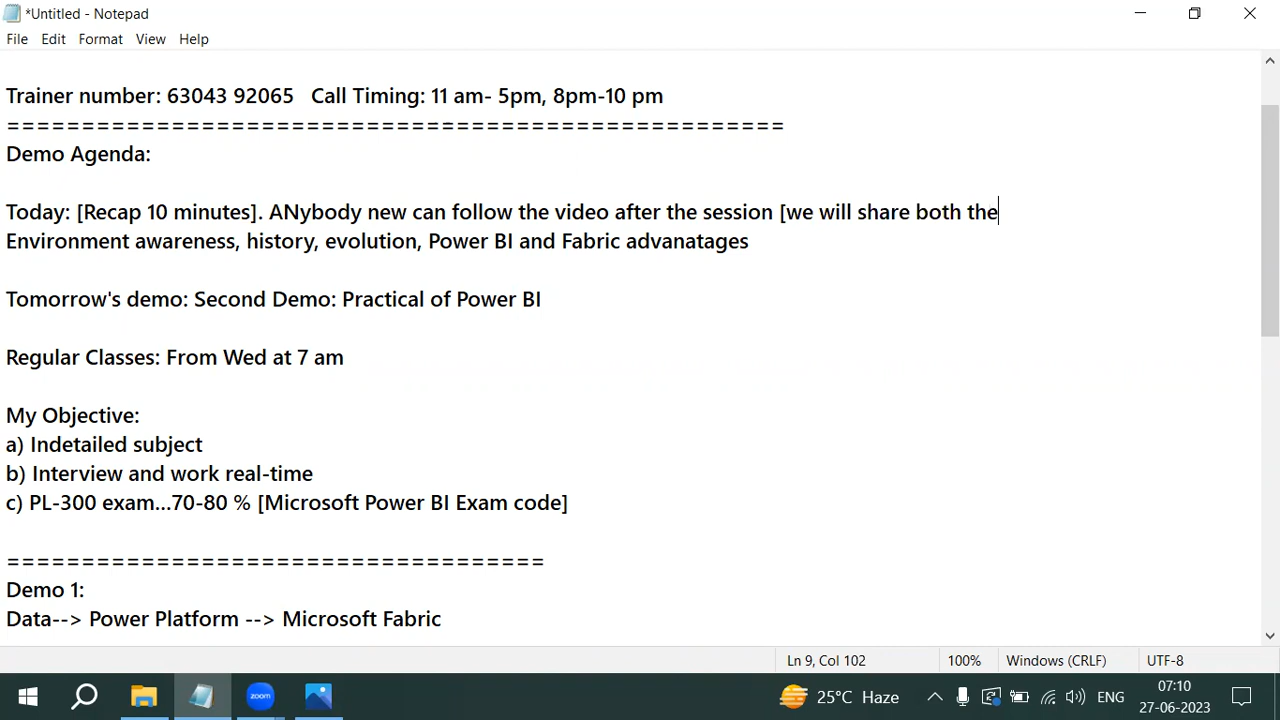 *Untitled - Notepad
File Edit Format View Help
Trainer number: 63043 92065 Call Timing: 11 am- 5pm, 8pm-10 pm
====================================================
Demo Agenda:
Today: [Recap 10 minutes]. ANybody new can follow the video after the session [we will share both the
Environment awareness, history, evolution, Power BI and Fabric advanatages
Tomorrow's demo: Second Demo: Practical of Power BI
Regular Classes: From Wed at 7 am
My Objective:
a) Indetailed subject
b) Interview and work real-time
c) PL-300 exam...70-80 % [Microsoft Power BI Exam code]
====================================
Demo 1:
Data--> Power Platform --> Microsoft Fabric
Ln 9, Col 102 100% Windows (CRLF) UTF-8
zoom 25°C Haze ENG 07:10
27-06-2023